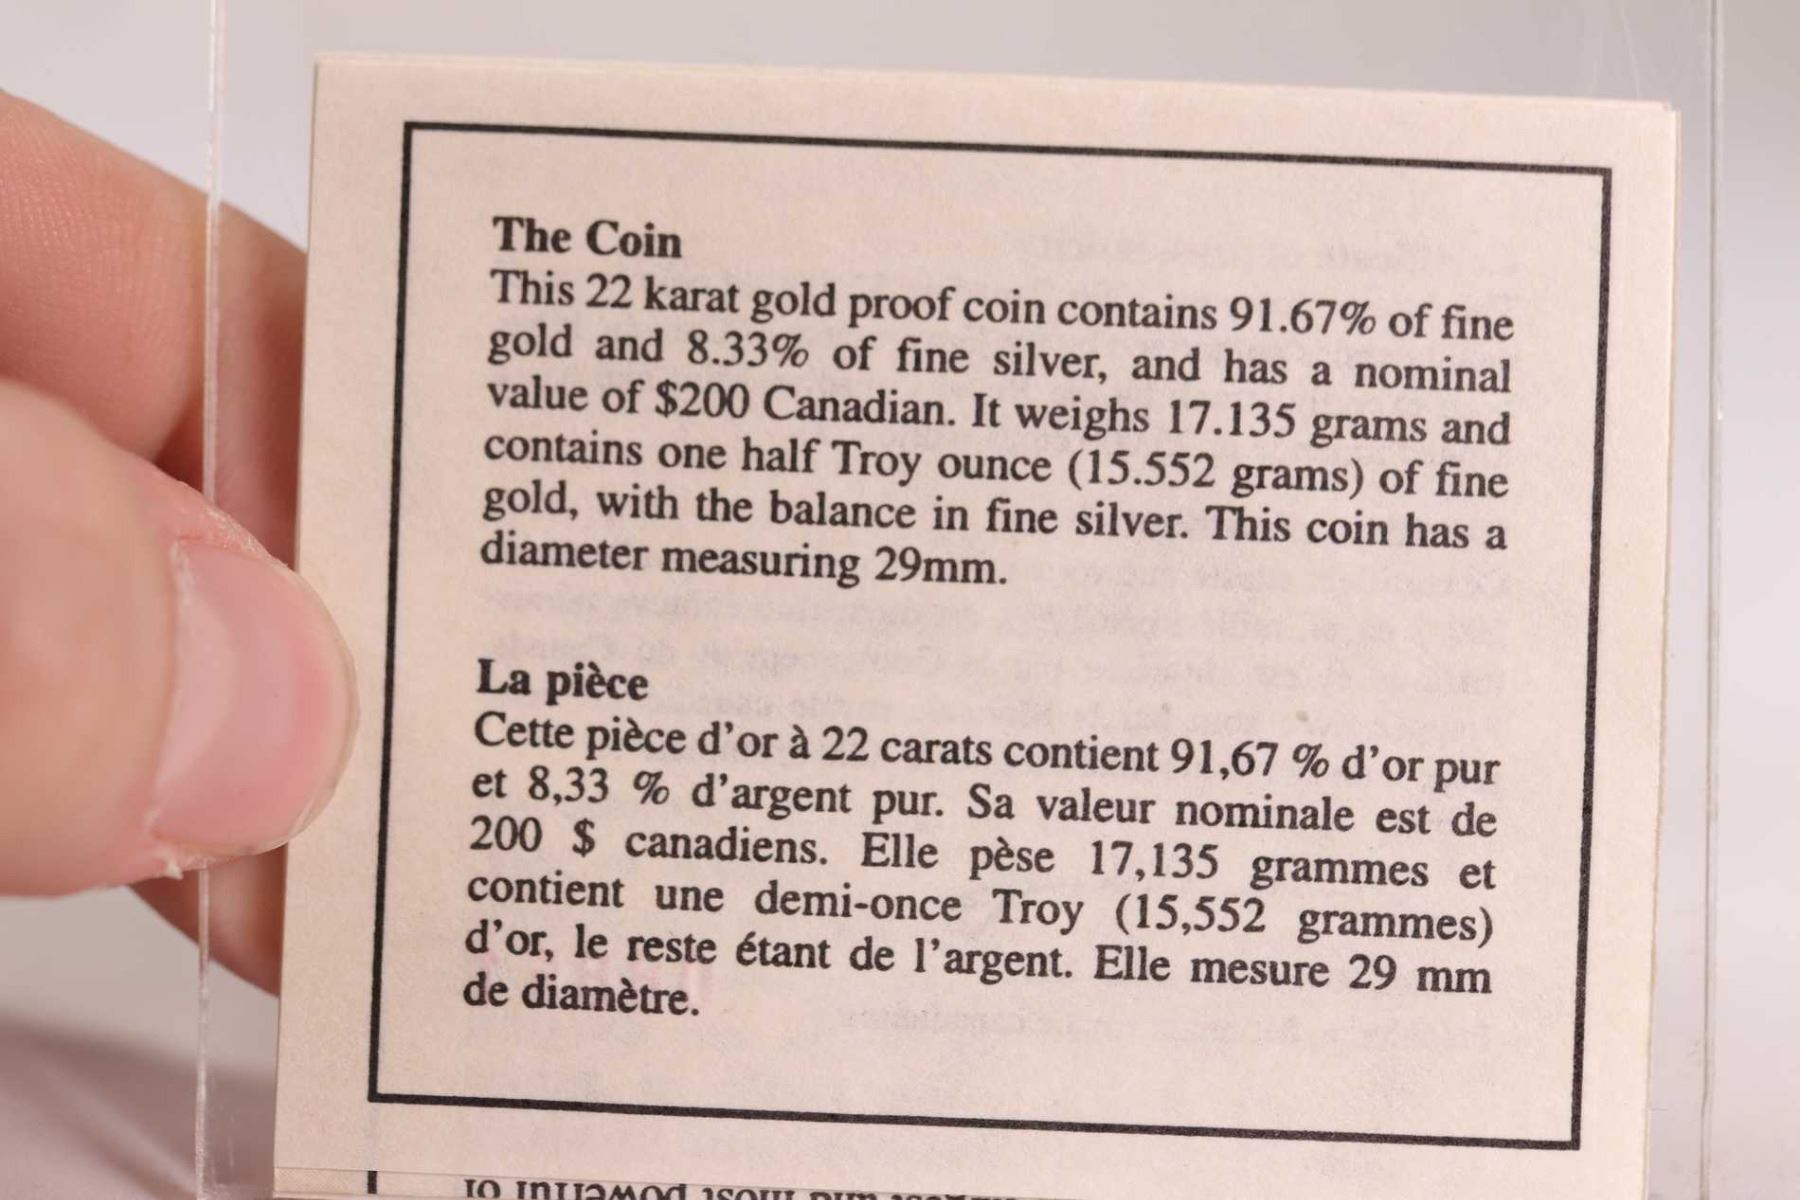 The Coin
This 22 karat gold proof coin contains 91.67% of fine
gold and 8.33% of fine silver, and has a nominal
value of $200 Canadian. It weighs 17.135 grams and
contains one half Troy ounce (15.552 grams) of fine
gold, with the balance in fine silver. This coin has a
diameter measuring 29mm.
La pièce
Cette pièce d'or à 22 carats contient 91,67 % d'or pur
et 8,33 % d'argent pur. Sa valeur nominale est de
200 $ canadiens. Elle pèse 17,135 grammes et
contient une demi-once Troy (15,552 grammes)
d'or, le reste étant de l'argent. Elle mesure 29 mm
de diamètre.
most powerful of